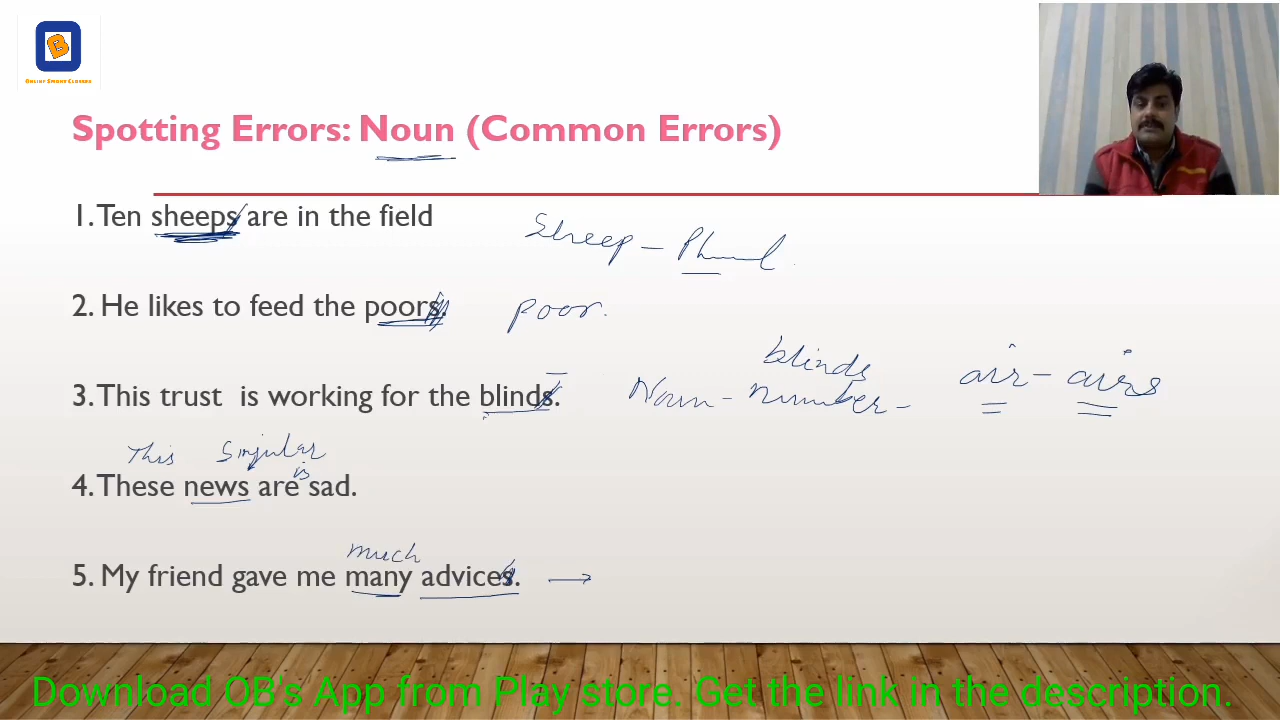 ONLINE SMART CLASSES
Spotting Errors: Noun (Common Errors)
1. Ten sheeps are in the field
Sheep - Plural
2. He likes to feed the poors.
poor.
blinds
3. This trust is working for the blinds.
Noun - number - air - airs
This Singular is
4. These news are sad.
much
5. My friend gave me many advices. →
Download OB's App from Play store. Get the link in the description.